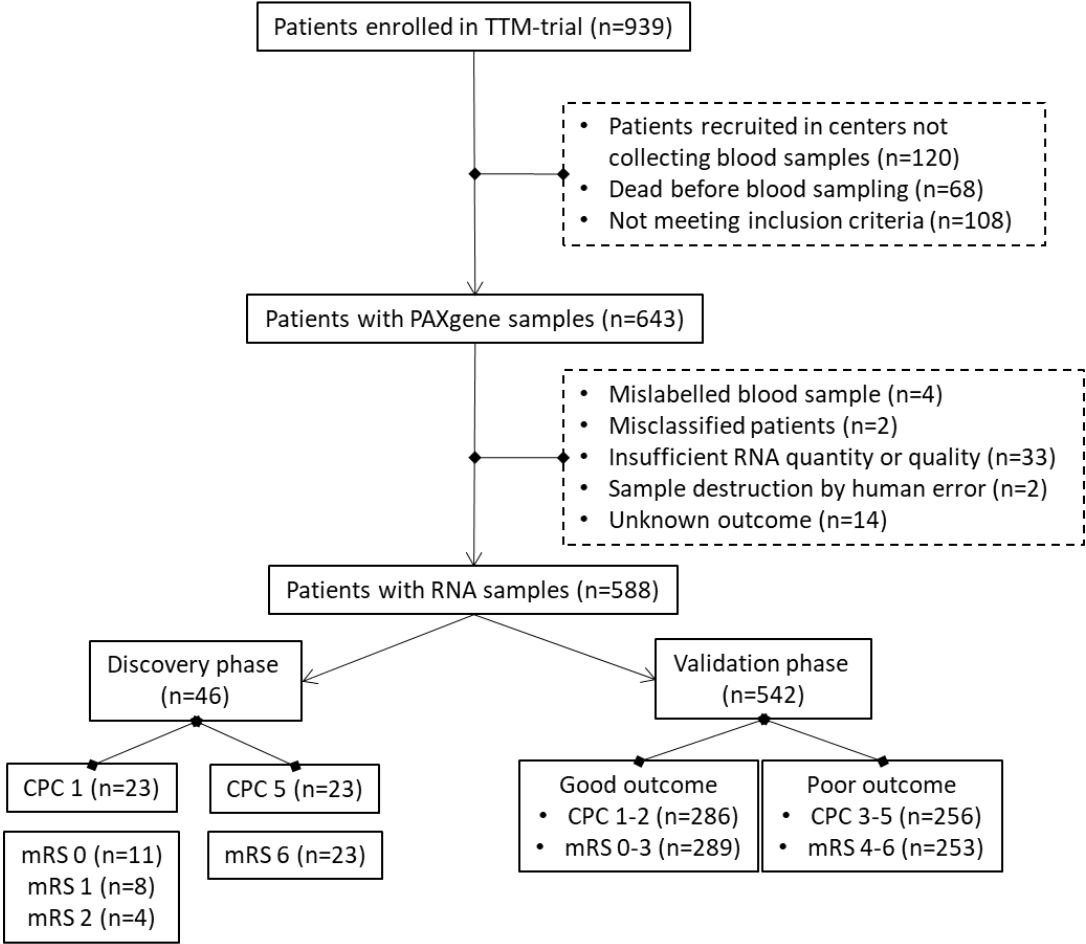 Patients enrolled in TTM-trial (n=939)
• Patients recruited in centers not
collecting blood samples (n=120)
• Dead before blood sampling (n=68)
• Not meeting inclusion criteria (n=108)
Patients with PAXgene samples (n=643)
• Mislabelled blood sample (n=4)
• Misclassified patients (n=2)
• Insufficient RNA quantity or quality (n=33)
• Sample destruction by human error (n=2)
• Unknown outcome (n=14)
Patients with RNA samples (n=588)
Discovery phase
(n=46)
Validation phase
(n=542)
CPC 1 (n=23)
CPC 5 (n=23)
mRS 0 (n=11)
mRS 1 (n=8)
mRS 2 (n=4)
mRS 6 (n=23)
Good outcome
• CPC 1-2 (n=286)
• mRS 0-3 (n=289)
Poor outcome
• CPC 3-5 (n=256)
• mRS 4-6 (n=253)